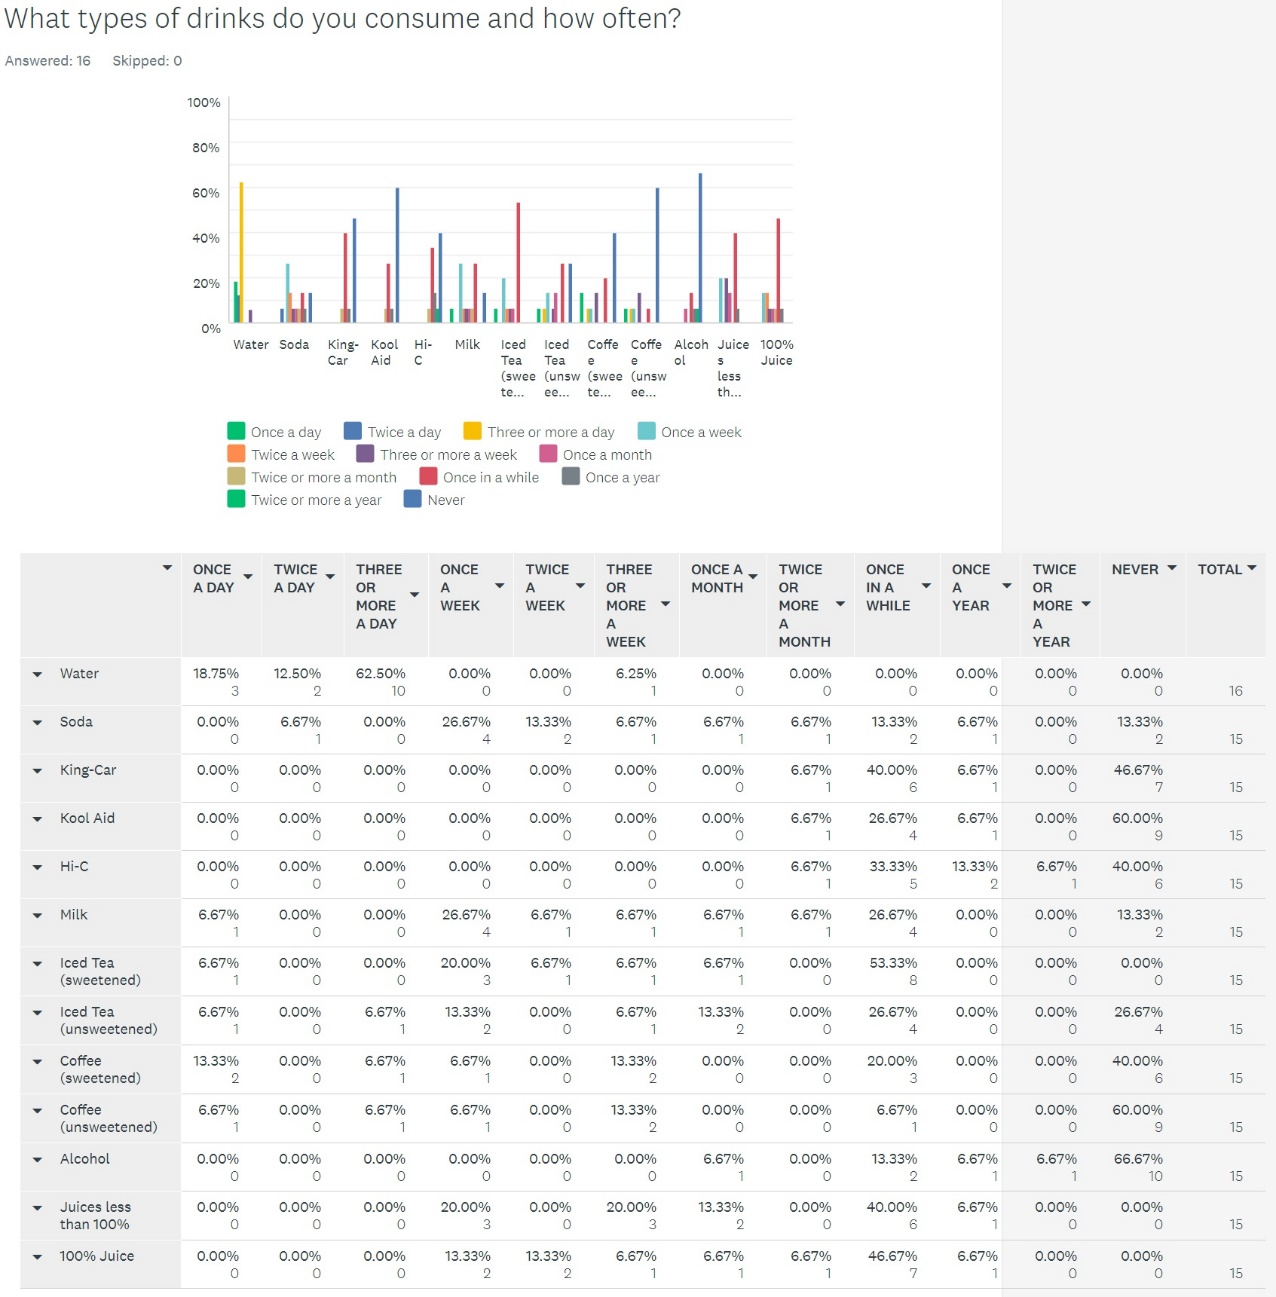 What types of drinks do you consume and how often?
Answered: 16 Skipped: 0
100%
80%
60%
40%
20%
0%
Water Soda King-Car Kool Aid Hi-C Milk Iced Tea (sweete... Iced Tea (unswee... Coffee (sweete... Coffee (unswee... Alcohol Juices less th... 100% Juice
Once a day Twice a day Three or more a day Once a week
Twice a week Three or more a week Once a month
Twice or more a month Once in a while Once a year
Twice or more a year Never
ONCE A DAY TWICE A DAY THREE OR MORE A DAY ONCE A WEEK TWICE A WEEK THREE OR MORE A WEEK ONCE A MONTH TWICE OR MORE A MONTH ONCE IN A WHILE ONCE A YEAR TWICE OR MORE A YEAR NEVER TOTAL
Water 18.75% 12.50% 62.50% 0.00% 0.00% 6.25% 0.00% 0.00% 0.00% 0.00% 0.00% 0.00%
3 2 10 0 0 1 0 0 0 0 0 0 16
Soda 0.00% 6.67% 0.00% 26.67% 13.33% 6.67% 6.67% 6.67% 13.33% 6.67% 0.00% 13.33%
0 1 0 4 2 1 1 1 2 1 0 2 15
King-Car 0.00% 0.00% 0.00% 0.00% 0.00% 0.00% 0.00% 6.67% 40.00% 6.67% 0.00% 46.67%
0 0 0 0 0 0 0 1 6 1 0 7 15
Kool Aid 0.00% 0.00% 0.00% 0.00% 0.00% 0.00% 0.00% 6.67% 26.67% 6.67% 0.00% 60.00%
0 0 0 0 0 0 0 1 4 1 0 9 15
Hi-C 0.00% 0.00% 0.00% 0.00% 0.00% 0.00% 0.00% 6.67% 33.33% 13.33% 6.67% 40.00%
0 0 0 0 0 0 0 1 5 2 1 6 15
Milk 6.67% 0.00% 0.00% 26.67% 6.67% 6.67% 6.67% 6.67% 26.67% 0.00% 0.00% 13.33%
1 0 0 4 1 1 1 1 4 0 0 2 15
Iced Tea 6.67% 0.00% 0.00% 20.00% 6.67% 6.67% 6.67% 0.00% 53.33% 0.00% 0.00% 0.00%
(sweetened) 1 0 0 3 1 1 1 0 8 0 0 0 15
Iced Tea 6.67% 0.00% 6.67% 13.33% 0.00% 6.67% 13.33% 0.00% 26.67% 0.00% 0.00% 26.67%
(unsweetened) 1 0 1 2 0 1 2 0 4 0 0 4 15
Coffee 13.33% 0.00% 6.67% 6.67% 0.00% 13.33% 0.00% 0.00% 20.00% 0.00% 0.00% 40.00%
(sweetened) 2 0 1 1 0 2 0 0 3 0 0 6 15
Coffee 6.67% 0.00% 6.67% 6.67% 0.00% 13.33% 0.00% 0.00% 6.67% 0.00% 0.00% 60.00%
(unsweetened) 1 0 1 1 0 2 0 0 1 0 0 9 15
Alcohol 0.00% 0.00% 0.00% 0.00% 0.00% 0.00% 6.67% 0.00% 13.33% 6.67% 6.67% 66.67%
0 0 0 0 0 0 1 0 2 1 1 10 15
Juices less 0.00% 0.00% 0.00% 20.00% 0.00% 20.00% 13.33% 0.00% 40.00% 6.67% 0.00% 0.00%
than 100% 0 0 0 3 0 3 2 0 6 1 0 0 15
100% Juice 0.00% 0.00% 0.00% 13.33% 13.33% 6.67% 6.67% 6.67% 46.67% 6.67% 0.00% 0.00%
0 0 0 2 2 1 1 1 7 1 0 0 15